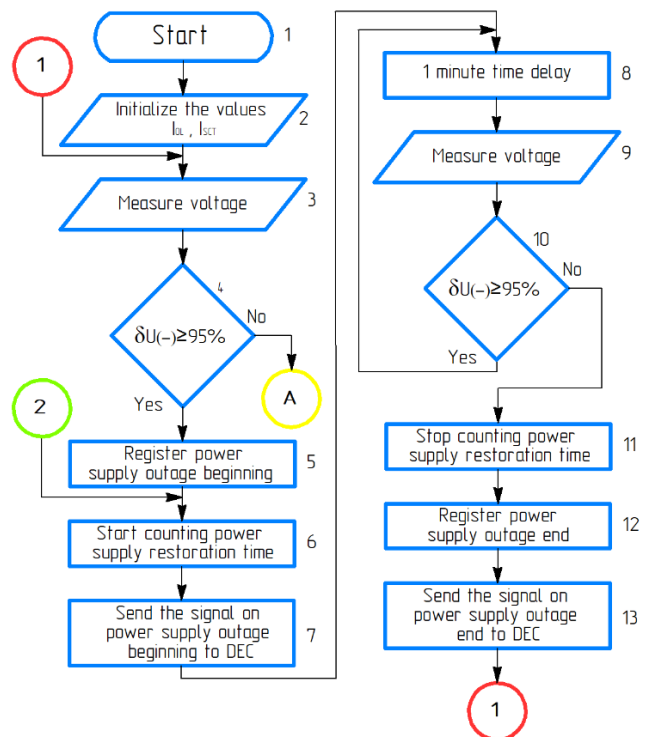 Start
1
1
Initialize the values
IOL , ISCT
2
Measure voltage
3
4
δU(−)≥95%
No
A
Yes
2
Register power
supply outage beginning
5
Start counting power
supply restoration time
6
Send the signal on
power supply outage
beginning to DEC
7
1 minute time delay
8
Measure voltage
9
10
δU(−)≥95%
No
Yes
Stop counting power
supply restoration time
11
Register power
supply outage end
12
Send the signal on
power supply outage
end to DEC
13
1